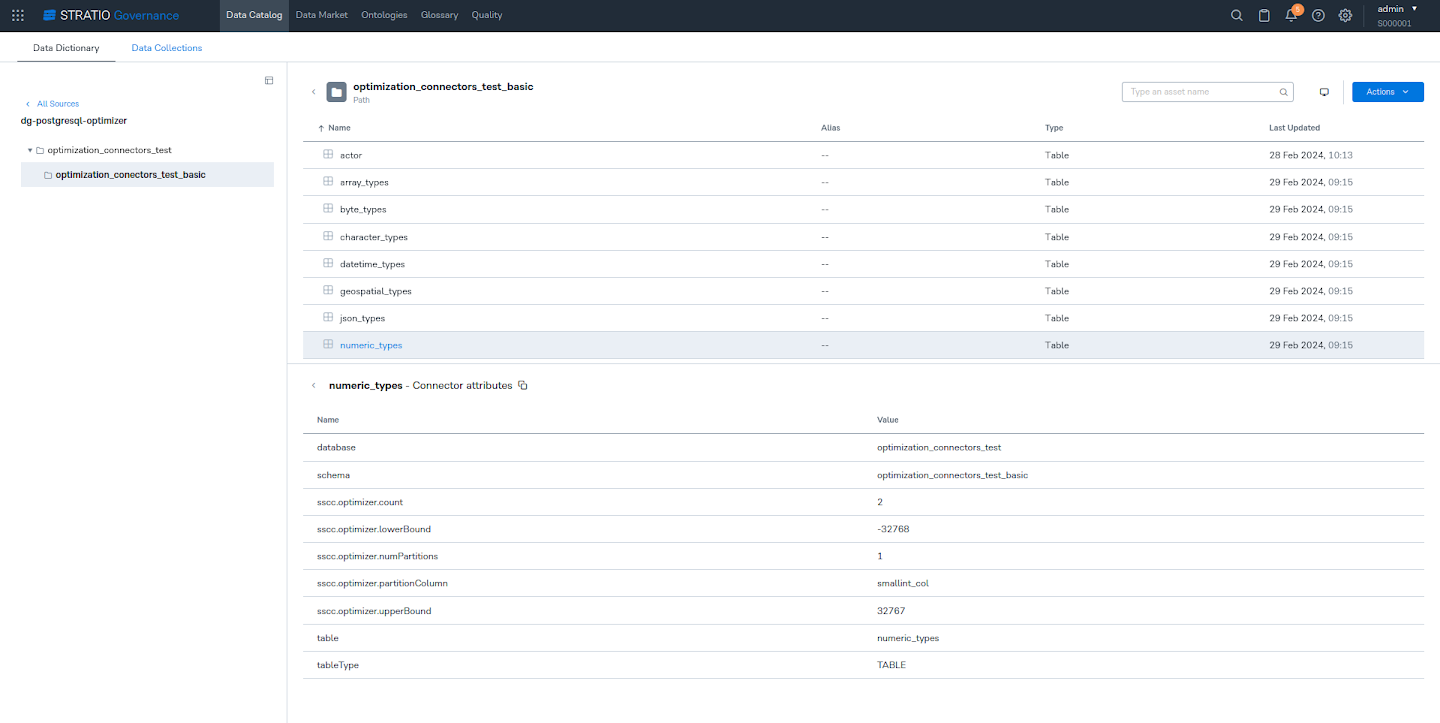 STRATIO Governance Data Catalog Data Market Ontologies Glossary Quality 5 admin
S000001
Data Dictionary Data Collections
All Sources
dg-postgresql-optimizer
optimization_connectors_test
optimization_conectors_test_basic
optimization_connectors_test_basic
Path
Type an asset name
Actions
Name Alias Type Last Updated
actor -- Table 28 Feb 2024, 10:13
array_types -- Table 29 Feb 2024, 09:15
byte_types -- Table 29 Feb 2024, 09:15
character_types -- Table 29 Feb 2024, 09:15
datetime_types -- Table 29 Feb 2024, 09:15
geospatial_types -- Table 29 Feb 2024, 09:15
json_types -- Table 29 Feb 2024, 09:15
numeric_types -- Table 29 Feb 2024, 09:15
numeric_types - Connector attributes
Name Value
database optimization_connectors_test
schema optimization_connectors_test_basic
sscc.optimizer.count 2
sscc.optimizer.lowerBound -32768
sscc.optimizer.numPartitions 1
sscc.optimizer.partitionColumn smallint_col
sscc.optimizer.upperBound 32767
table numeric_types
tableType TABLE